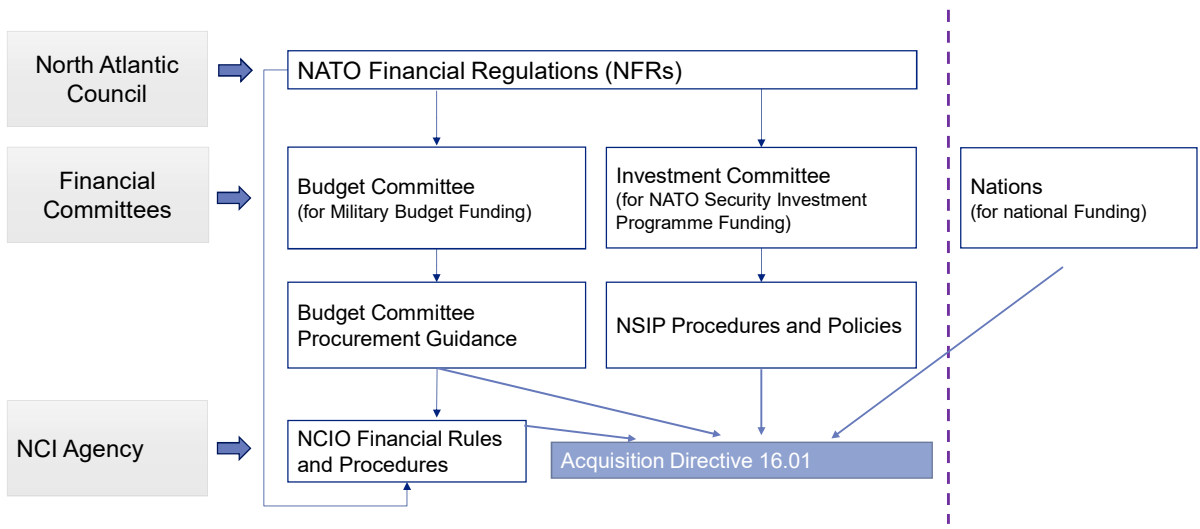 North Atlantic
Council
NATO Financial Regulations (NFRs)
Financial
Committees
Budget Committee
(for Military Budget Funding)
Investment Committee
(for NATO Security Investment
Programme Funding)
Nations
(for national Funding)
Budget Committee
Procurement Guidance
NSIP Procedures and Policies
NCI Agency
NCIO Financial Rules
and Procedures
Acquisition Directive 16.01